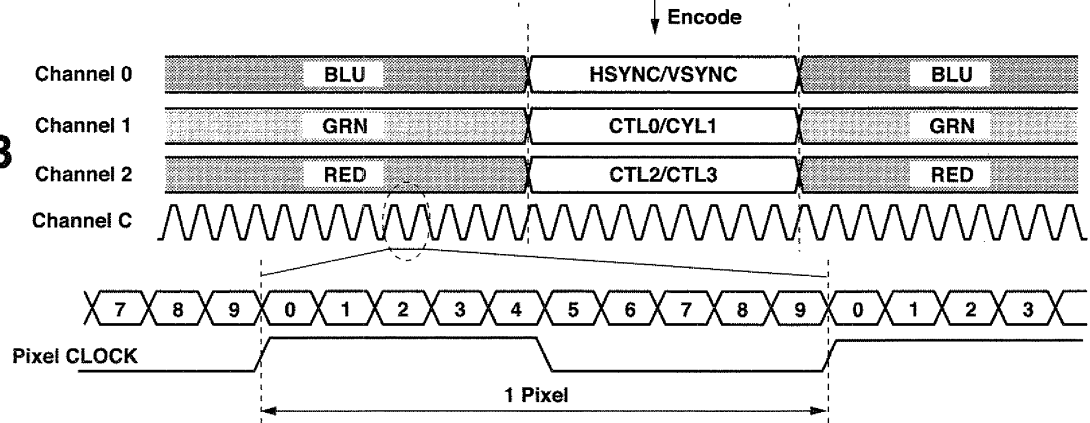 Encode
Channel 0 BLU HSYNC/VSYNC BLU
Channel 1 GRN CTL0/CYL1 GRN
3
Channel 2 RED CTL2/CTL3 RED
Channel C
7 8 9 0 1 2 3 4 5 6 7 8 9 0 1 2 3
Pixel CLOCK
1 Pixel